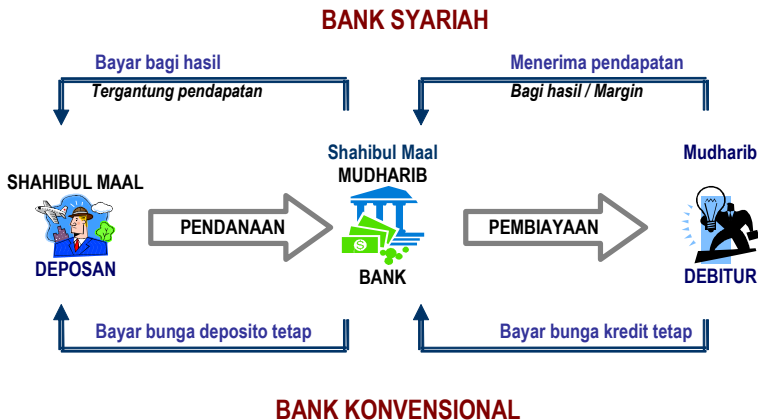 BANK SYARIAH
Bayar bagi hasil
Menerima pendapatan
Tergantung pendapatan
Bagi hasil / Margin
Shahibul Maal
Mudharib
SHAHIBUL MAAL
MUDHARIB
PENDANAAN
PEMBIAYAAN
$
DEPOSAN
BANK
DEBITUR
Bayar bunga deposito tetap
Bayar bunga kredit tetap
BANK KONVENSIONAL